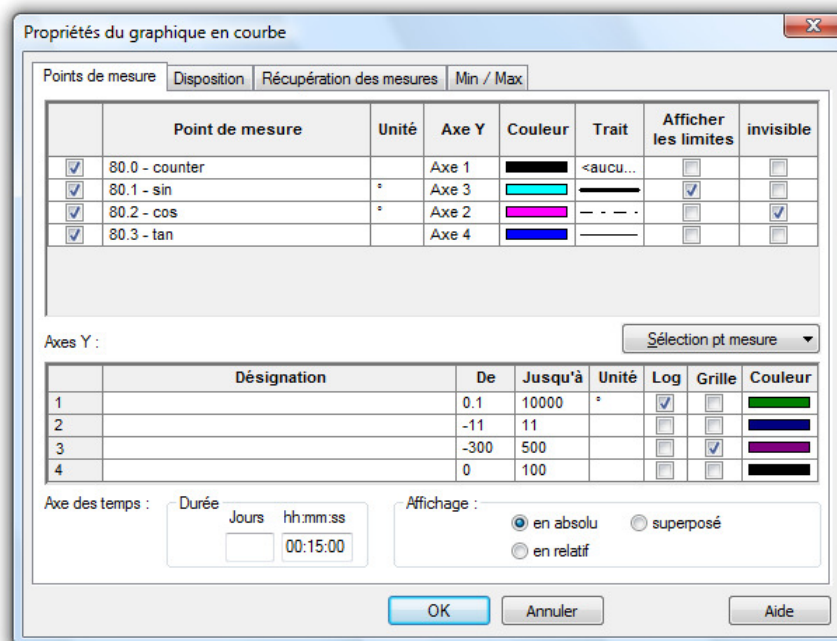 Propriétés du graphique en courbe
x
Points de mesure Disposition Récupération des mesures Min / Max
Point de mesure Unité Axe Y Couleur Trait Afficher les limites invisible
80.0 - counter Axe 1 <aucu...
80.1 - sin ° Axe 3
80.2 - cos ° Axe 2
80.3 - tan Axe 4
Axes Y :
Sélection pt mesure
Désignation De Jusqu'à Unité Log Grille Couleur
1 0.1 10000 °
2 -11 11
3 -300 500
4 0 100
Axe des temps : Durée Affichage :
Jours hh:mm:ss
en absolu superposé
00:15:00
en relatif
OK Annuler Aide